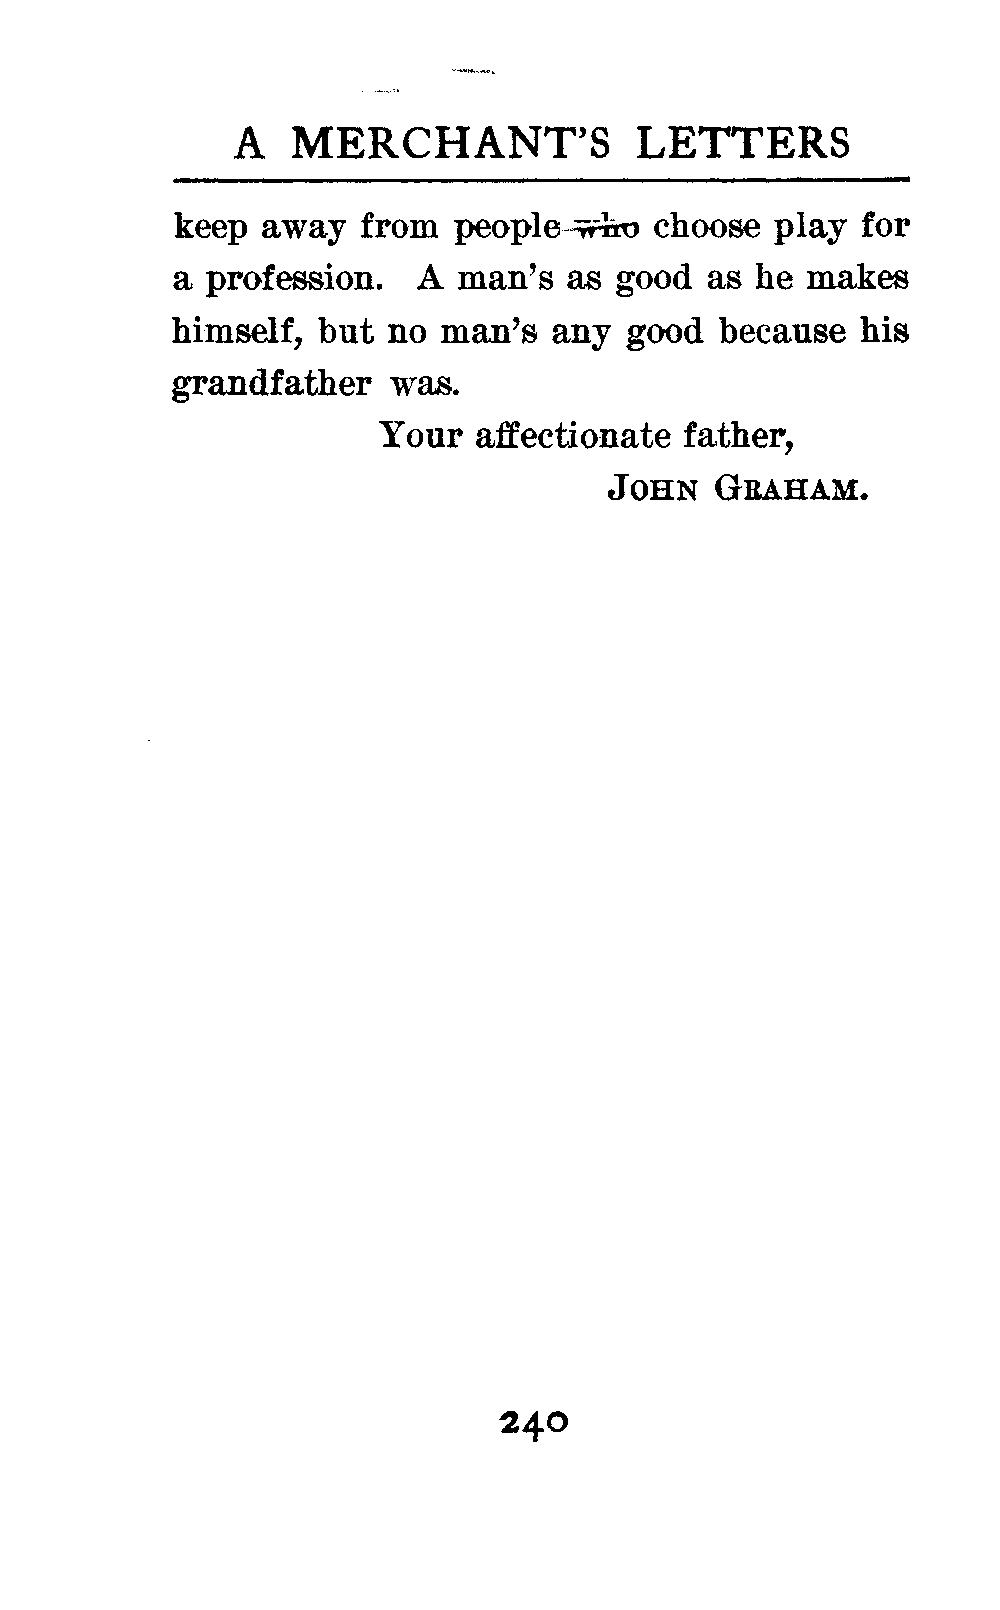 A MERCHANT'S LETTERS
keep away from people who choose play for
a profession. A man's as good as he makes
himself, but no man's any good because his
grandfather was.
Your affectionate father,
JOHN GRAHAM.
240